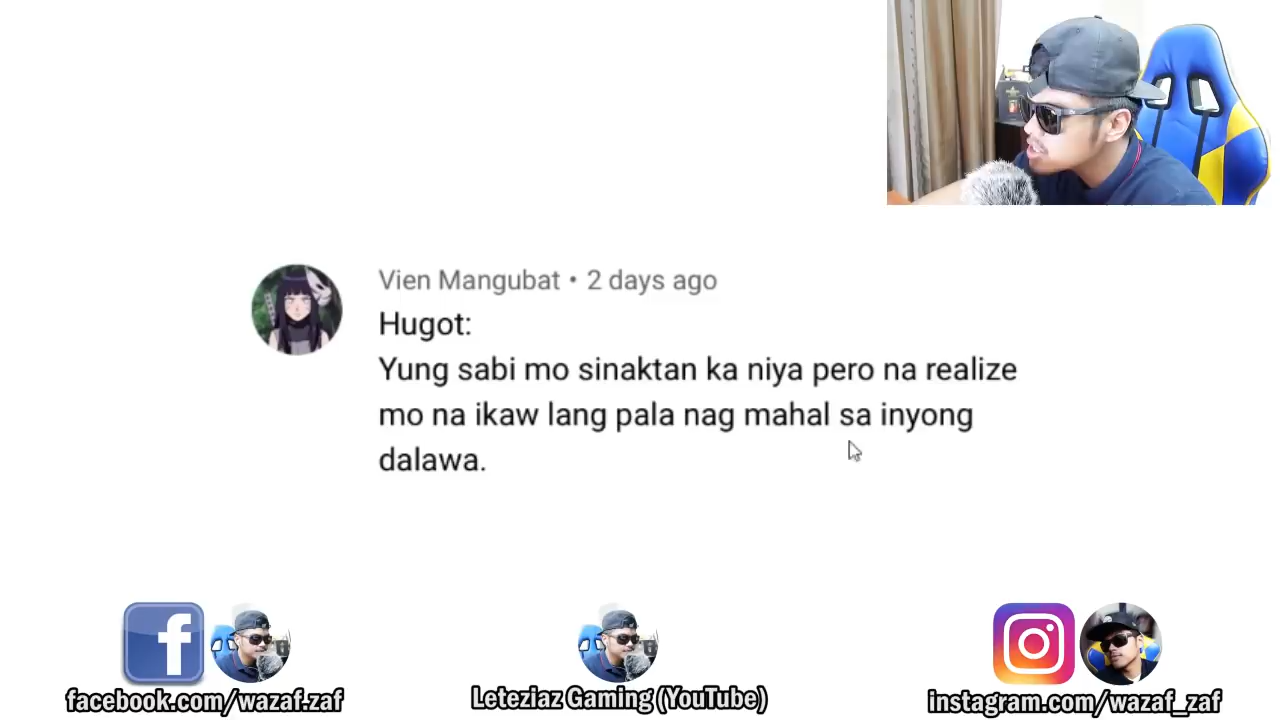 Vien Mangubat • 2 days ago
Hugot:
Yung sabi mo sinaktan ka niya pero na realize
mo na ikaw lang pala nag mahal sa inyong
dalawa.
facebook.com/wazaf.zaf
Leteziaz Gaming (YouTube)
instagram.com/wazaf_zaf